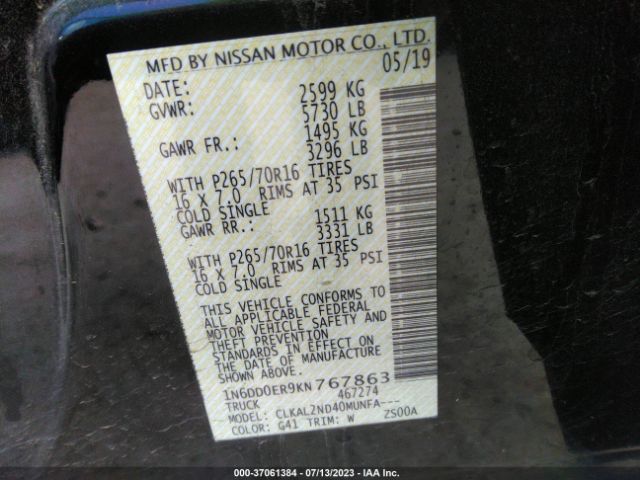 MFD BY NISSAN MOTOR CO., LTD.
DATE: 05/19
GVWR: 2599 KG
5730 LB
GAWR FR.: 1495 KG
3296 LB
WITH P265/70R16 TIRES
16 X 7.0 RIMS AT 35 PSI
COLD SINGLE
GAWR RR.: 1511 KG
3331 LB
WITH P265/70R16 TIRES
16 X 7.0 RIMS AT 35 PSI
COLD SINGLE
THIS VEHICLE CONFORMS TO
ALL APPLICABLE FEDERAL
MOTOR VEHICLE SAFETY AND
THEFT PREVENTION
STANDARDS IN EFFECT ON
THE DATE OF MANUFACTURE
SHOWN ABOVE.
1N6DD0ER9KN767863
TRUCK 467274
MODEL: CLKAL2ND40MUNFA---
COLOR: G41 TRIM: W ZS00A
000-37061384 - 07/13/2023 - IAA Inc.